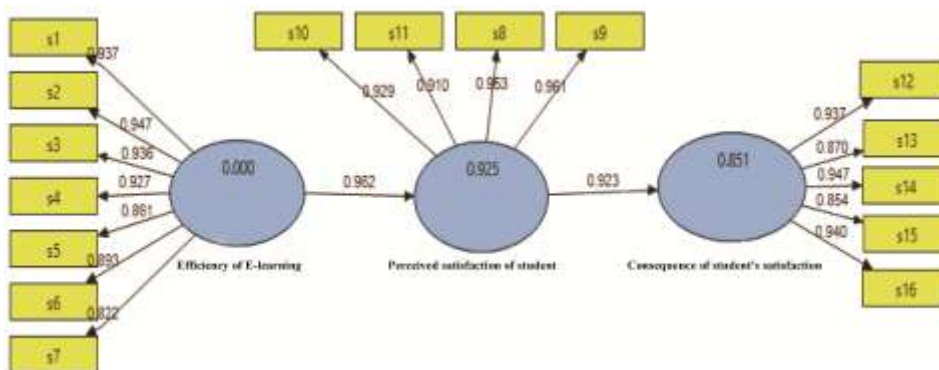 s1
s2
s3
s4
s5
s6
s7
0.937
0.947
0.936
0.927
0.861
0.893
0.822
0.000
Efficiency of E-learning
0.962
s10
s11
s8
s9
0.929
0.910
0.953
0.961
0.925
Perceived satisfaction of student
0.923
0.851
Consequence of student's satisfaction
0.937
0.870
0.947
0.854
0.940
s12
s13
s14
s15
s16